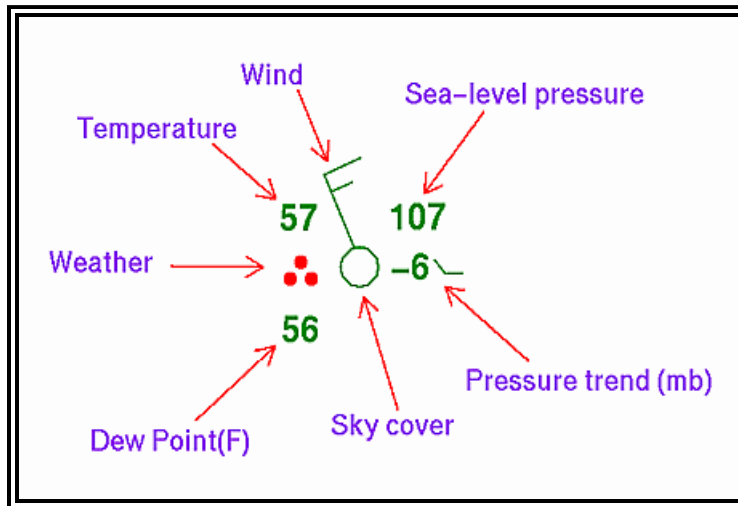 Wind
Sea-level pressure
Temperature
57
107
Weather
-6
56
Pressure trend (mb)
Sky cover
Dew Point(F)